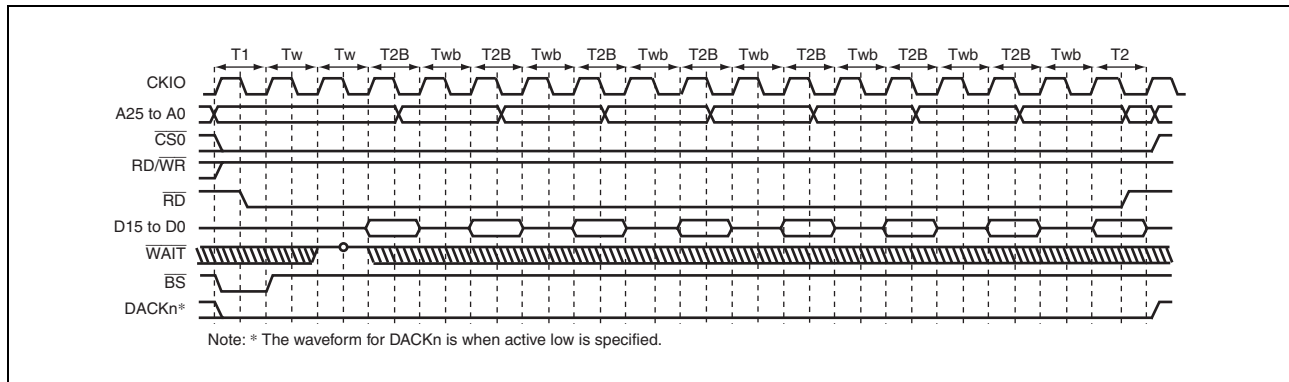 T1 Tw Tw T2B Twb T2B Twb T2B Twb T2B Twb T2B Twb T2B Twb T2B Twb T2
CKIO
A25 to A0
CS0
RD/WR
RD
D15 to D0
WAIT
BS
DACKn*
Note: * The waveform for DACKn is when active low is specified.